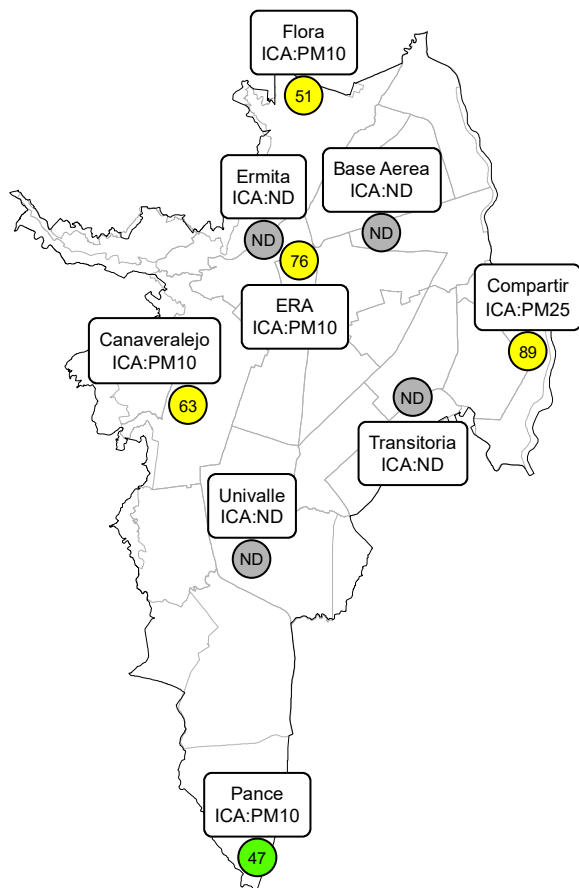 Flora
ICA:PM10
51
Ermita
ICA:ND
ND
Base Aerea
ICA:ND
ND
76
ERA
ICA:PM10
Compartir
ICA:PM25
89
Canaveralejo
ICA:PM10
63
ND
Transitoria
ICA:ND
Univalle
ICA:ND
ND
Pance
ICA:PM10
47